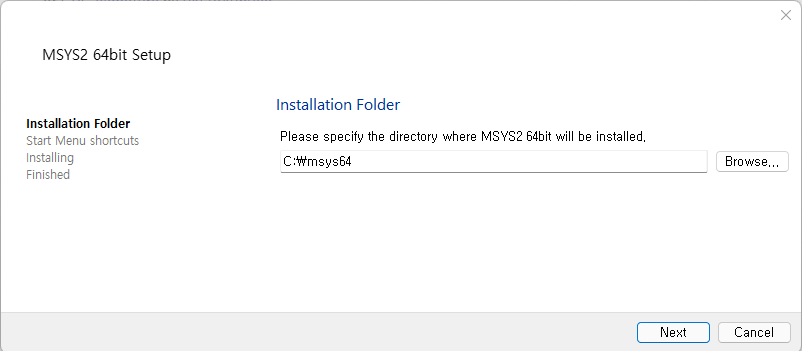 MSYS2 64bit Setup
Installation Folder
Start Menu shortcuts
Installing
Finished
Installation Folder
Please specify the directory where MSYS2 64bit will be installed.
C:₩msys64
Browse...
Next
Cancel